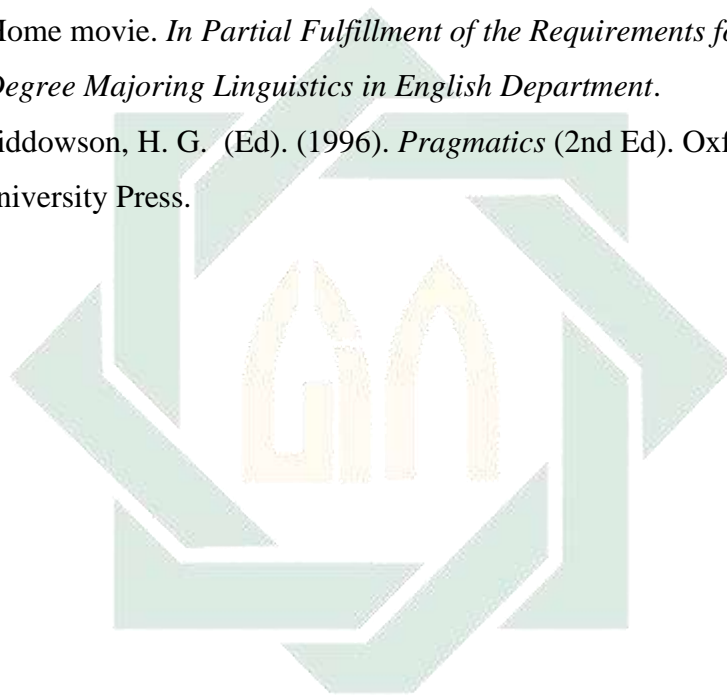 Home movie. In Partial Fulfillment of the Requirements
Degree Majoring Linguistics in English Department.
iddowson, H. G. (Ed). (1996). Pragmatics (2nd Ed). Oxf
niversity Press.